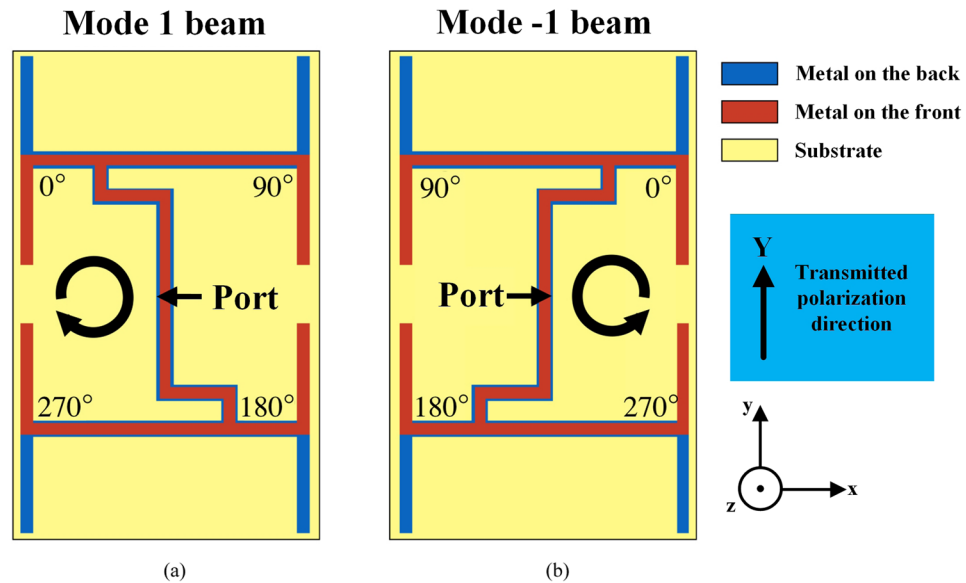 Mode 1 beam
Mode -1 beam
Metal on the back
Metal on the front
Substrate
0°
90°
90°
0°
Port
Port
Y
Transmitted
polarization
direction
270°
180°
180°
270°
y
x
z
(a)
(b)